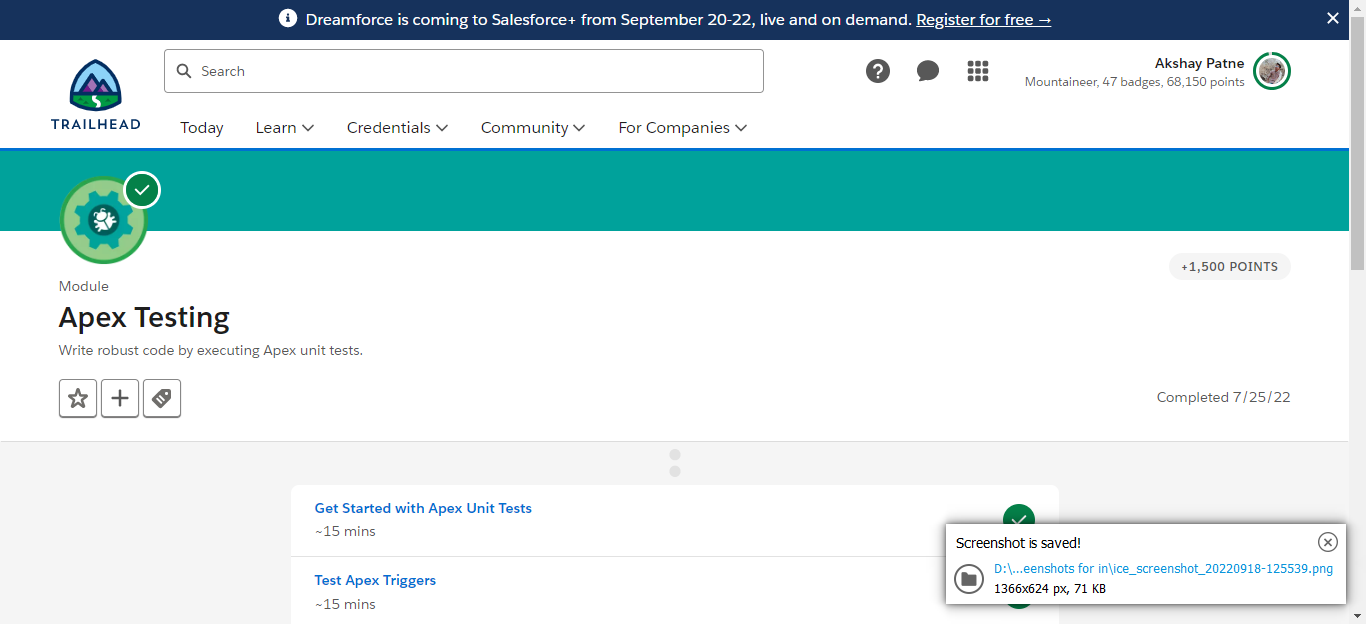 Dreamforce is coming to Salesforce+ from September 20-22, live and on demand. Register for free →
Search
Akshay Patne
Mountaineer, 47 badges, 68,150 points
TRAILHEAD
Today
Learn
Credentials
Community
For Companies
+1,500 POINTS
Module
Apex Testing
Write robust code by executing Apex unit tests.
Completed 7/25/22
Get Started with Apex Unit Tests
~15 mins
Test Apex Triggers
~15 mins
Screenshot is saved!
D:\...eenshots for in\ice_screenshot_20220918-125539.png
1366x624 px, 71 KB